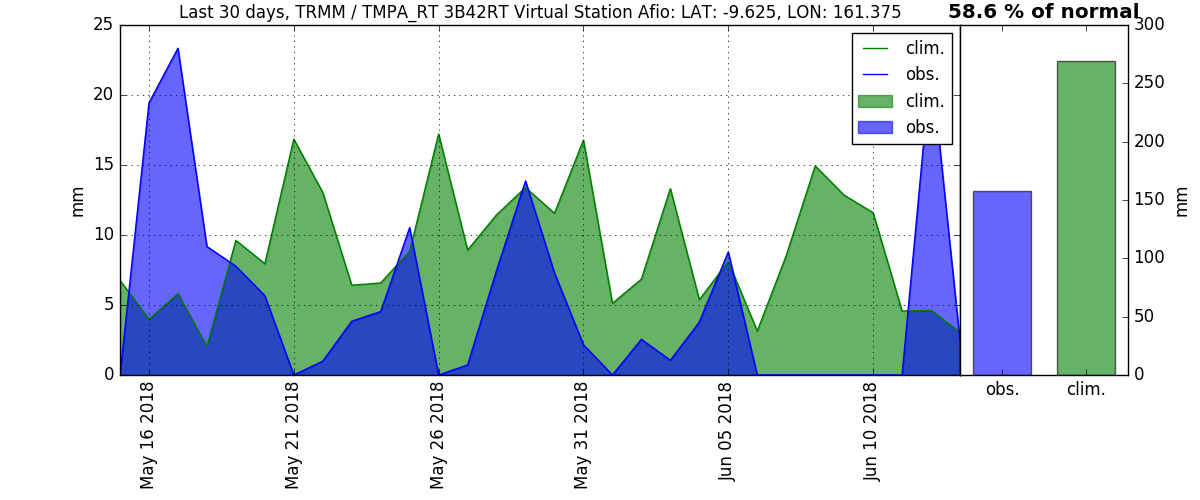 Last 30 days, TRMM / TMPA_RT 3B42RT Virtual Station Afio: LAT: -9.625, LON: 161.375
58.6 % of normal
25
20
15
10
5
0
mm
clim.
obs.
clim.
obs.
300
250
200
150
100
50
0
mm
May 16 2018
May 21 2018
May 26 2018
May 31 2018
Jun 05 2018
Jun 10 2018
obs.
clim.